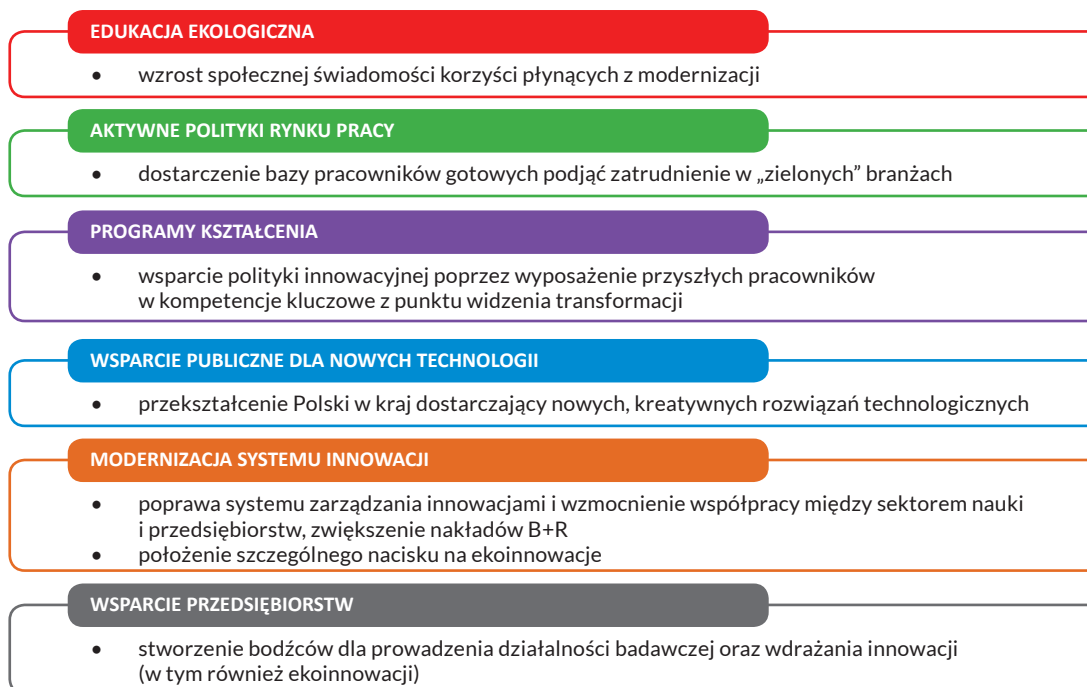 EDUKACJA EKOLOGICZNA
• wzrost społecznej świadomości korzyści płynących z modernizacji
AKTYWNE POLITYKI RYNKU PRACY
• dostarczenie bazy pracowników gotowych podjąć zatrudnienie w „zielonych” branżach
PROGRAMY KSZTAŁCENIA
• wsparcie polityki innowacyjnej poprzez wyposażenie przyszłych pracowników
w kompetencje kluczowe z punktu widzenia transformacji
WSPARCIE PUBLICZNE DLA NOWYCH TECHNOLOGII
• przekształcenie Polski w kraj dostarczający nowych, kreatywnych rozwiązań technologicznych
MODERNIZACJA SYSTEMU INNOWACJI
• poprawa systemu zarządzania innowacjami i wzmocnienie współpracy między sektorem nauki
i przedsiębiorstw, zwiększenie nakładów B+R
• położenie szczególnego nacisku na ekoinnowacje
WSPARCIE PRZEDSIĘBIORSTW
• stworzenie bodźców dla prowadzenia działalności badawczej oraz wdrażania innowacji
(w tym również ekoinnowacji)